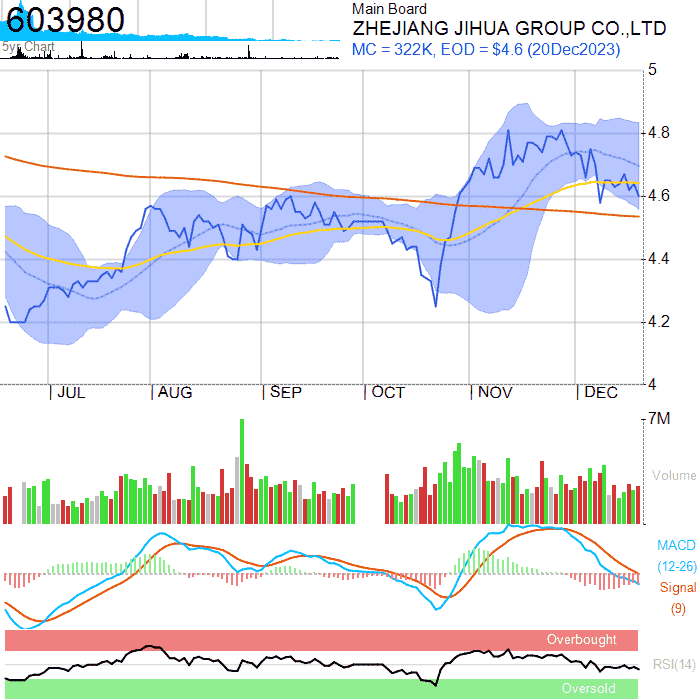 603980
5yr Chart
Main Board
ZHEJIANG JIHUA GROUP CO.,LTD
MC = 322K, EOD = $4.6 (20Dec2023)
5
4.8
4.6
4.4
4.2
4
JUL AUG SEP OCT NOV DEC
7M
Volume
MACD
(12-26)
Signal
(9)
Overbought
RSI(14)
Oversold